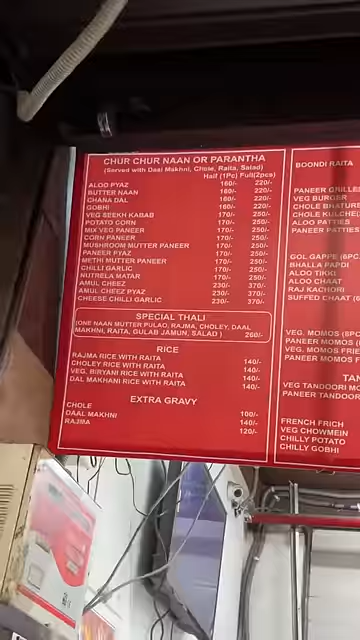 CHUR CHUR NAAN OR PARANTHA
(Served with Daal Makhni, Chole, Raita, Salad)
Half (1Pc) Full(2pcs)
ALOO PYAZ 160/- 220/-
BUTTER NAAN 160/- 220/-
CHANA DAL 160/- 220/-
GOBHI 160/- 220/-
VEG SEEKH KABAB 170/- 250/-
POTATO CORN 170/- 250/-
MIX VEG PANEER 170/- 250/-
CORN PANEER 170/- 250/-
MUSHROOM MUTTER PANEER 170/- 250/-
PANEER PYAZ 170/- 250/-
METHI MUTTER PANEER 170/- 250/-
CHILLI GARLIC 170/- 250/-
NUTRELA MATAR 170/- 250/-
AMUL CHEEZ 230/- 370/-
AMUL CHEEZ PYAZ 230/- 370/-
CHEESE CHILLI GARLIC 230/- 370/-
SPECIAL THALI
(ONE NAAN MUTTER PULAO, RAJMA, CHOLEY, DAAL
MAKHNI, RAITA, GULAB JAMUN, SALAD ) 260/-
RICE
RAJMA RICE WITH RAITA 140/-
CHOLEY RICE WITH RAITA 140/-
VEG. BIRYANI RICE WITH RAITA 140/-
DAL MAKHANI RICE WITH RAITA 140/-
EXTRA GRAVY
CHOLE 100/-
DAAL MAKHNI 140/-
RAJMA 120/-
BOONDI RAITA
PANEER GRILLE
VEG BURGER
CHOLE BHATURE
CHOLE KULCHE
ALOO PATTIES
PANEER PATTIES
GOL GAPPE (6PC
BHALLA PAPDI
ALOO TIKKI
ALOO CHAAT
RAJ KACHORI
SUFFED CHAAT (
VEG. MOMOS (8PC
PANEER MOMOS (
VEG. MOMOS FRIE
PANEER MOMOS F
TAN
VEG TANDOORI MO
PANEER TANDOOR
FRENCH FRICH
VEG CHOWMEIN
CHILLY POTATO
CHILLY GOBHI